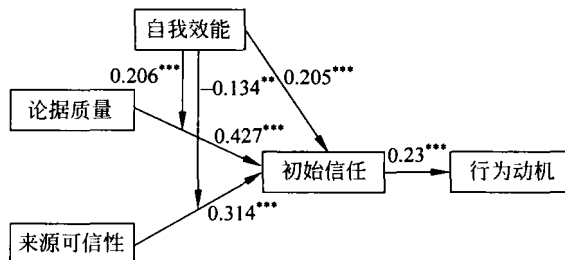 自我效能
0.206***
-0.134**
0.205***
论据质量
0.427***
初始信任
0.23***
行为动机
0.314***
来源可信性